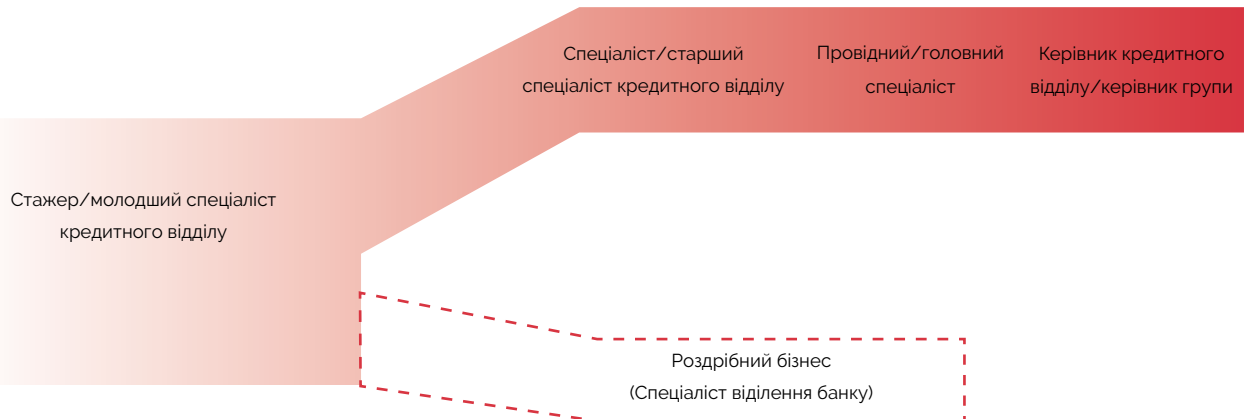 Спеціаліст/старший
спеціаліст кредитного відділу
Провідний/головний
спеціаліст
Керівник кредитного
відділу/керівник групи
Стажер/молодший спеціаліст
кредитного відділу
Роздрібний бізнес
(Спеціаліст віділення банку)